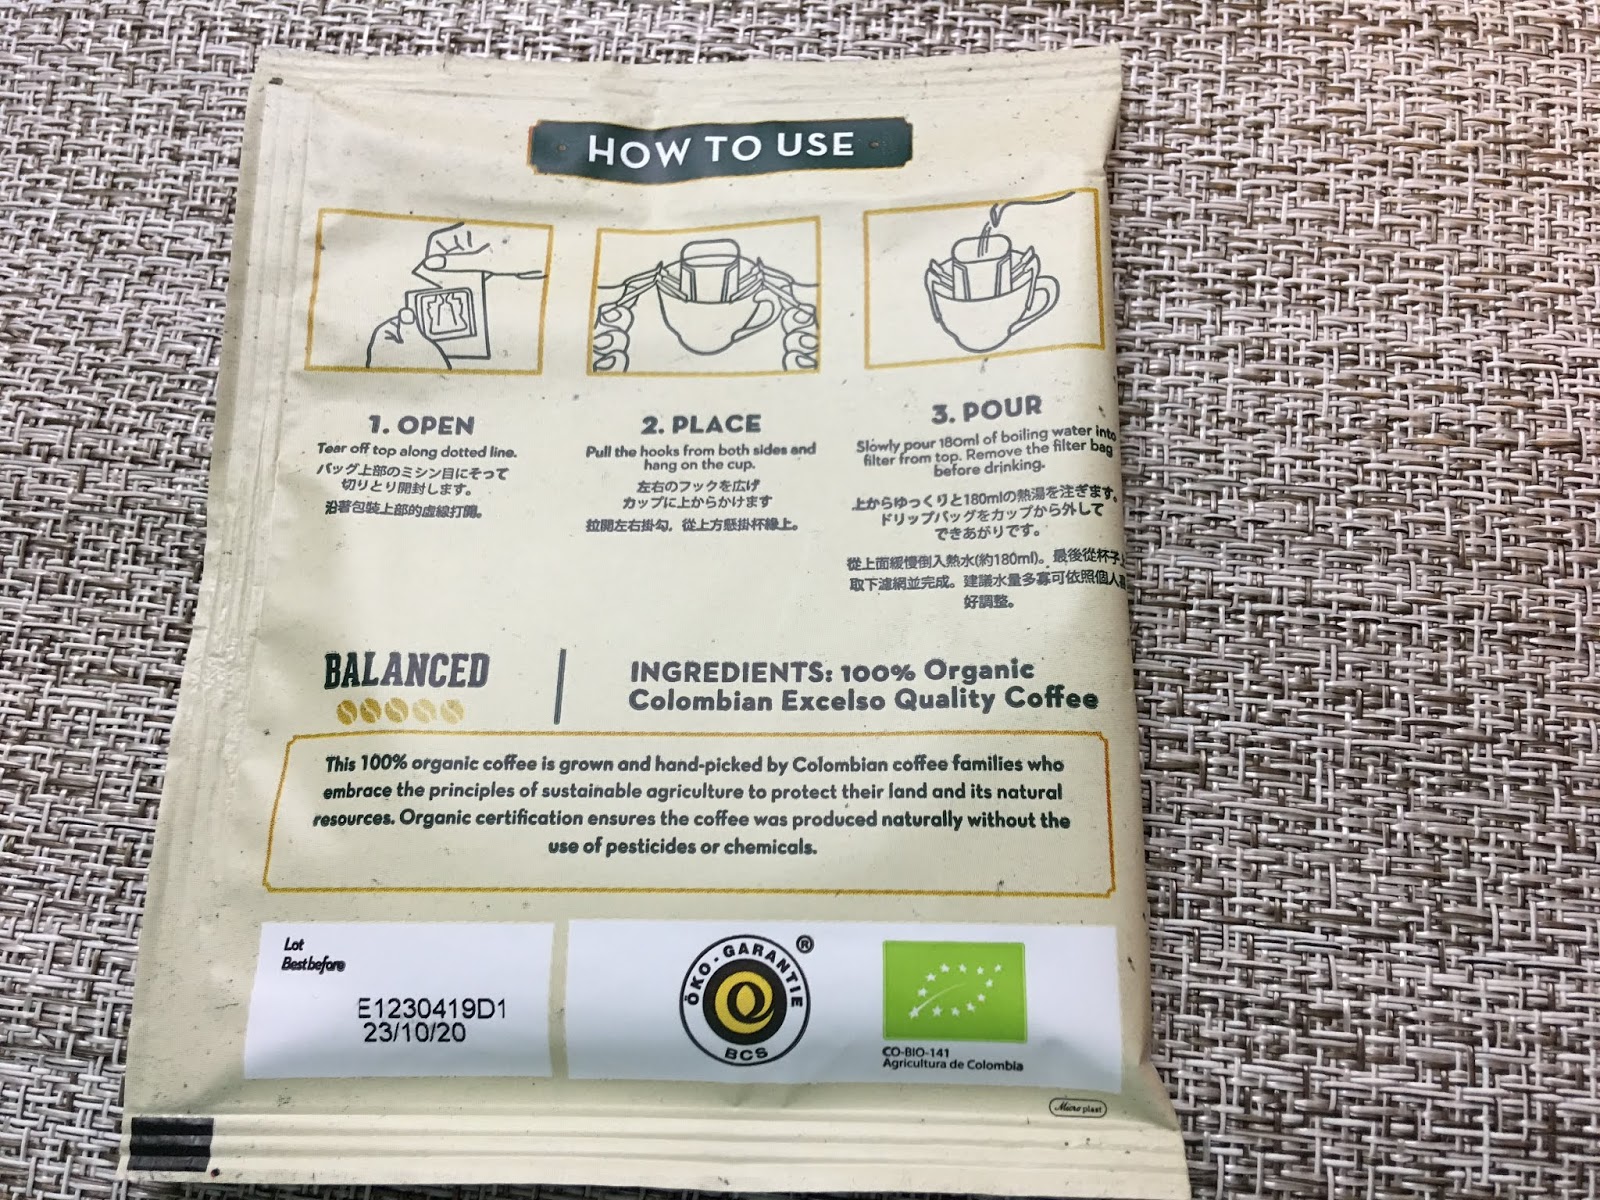 HOW TO USE
1. OPEN
Tear off top along dotted line.
バッグ上部のミシン目にそって
切りとり開封します。
沿著包裝上部的虛線打開。
2. PLACE
Pull the hooks from both sides and
hang on the cup.
左右のフックを広げ
カップに上からかけます
拉開左右掛勾，從上方懸掛杯緣上。
3. POUR
Slowly pour 180ml of boiling water into
filter from top. Remove the filter bag
before drinking.
上からゆっくりと180mlの熱湯を注ぎます。
ドリップバッグをカップから外して
できあがりです。
從上面緩慢倒入熱水(約180ml)。最後從杯子
取下濾網並完成。建議水量多寡可依照個人
好調整。
BALANCED
INGREDIENTS: 100% Organic
Colombian Excelso Quality Coffee
This 100% organic coffee is grown and hand-picked by Colombian coffee families who
embrace the principles of sustainable agriculture to protect their land and its natural
resources. Organic certification ensures the coffee was produced naturally without the
use of pesticides or chemicals.
Lot
Best before
E1230419D1
23/10/20
ÖKO-GARANTIE ®
BCS
CO-BIO-141
Agricultura de Colombia
Micro plast